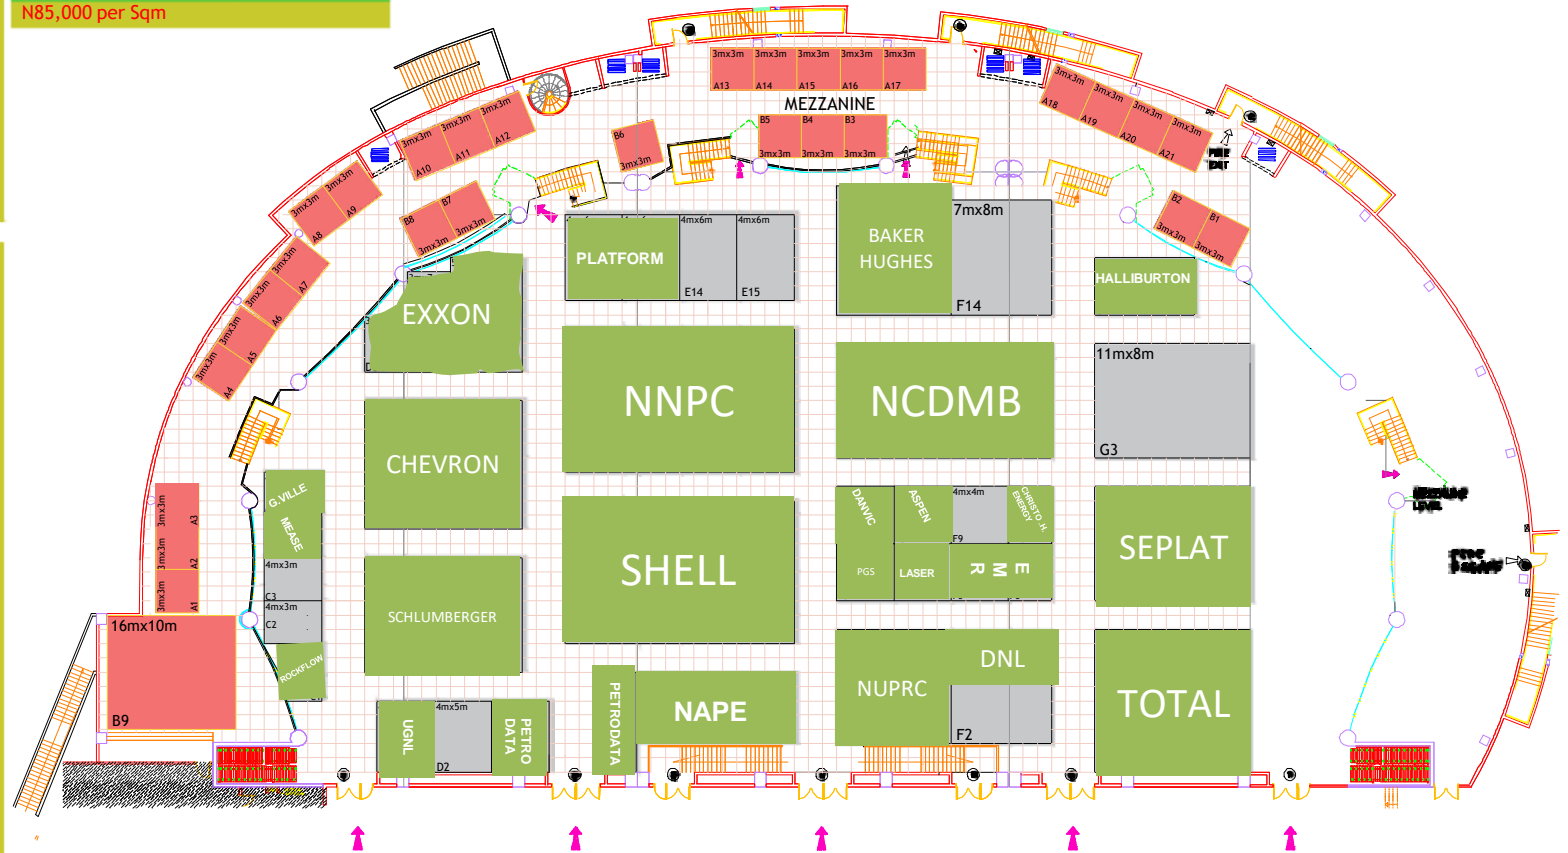 N85,000 per Sqm
3mx3m
3mx3m
3mx3m
3mx3m
3mx3m
A13
A14
A15
A16
A17
MEZZANINE
B5
B4
B3
3mx3m
3mx3m
3mx3m
3mx3m
3mx3m
3mx3m
A10
A11
A12
B6
3mx3m
3mx3m
3mx3m
3mx3m
3mx3m
A18
A19
A20
A21
3mx3m
3mx3m
A8
A9
B8
B7
3mx3m
3mx3m
B2
B1
3mx3m
3mx3m
3mx3m
3mx3m
A6
A7
3mx3m
3mx3m
A4
A5
PLATFORM
4mx6m
4mx6m
E14
E15
BAKER
HUGHES
7mx8m
F14
HALLIBURTON
EXXON
NNPC
NCDMB
11mx8m
G3
CHEVRON
G.VILLE
MEASE
4mx3m
C3
4mx3m
C2
ROCKFLOW
3mx3m
3mx3m
3mx3m
A3
A2
A1
16mx10m
B9
SHELL
DANVIC
ASPEN
4mx4m
F9
CHRISTO .H.
ENERGY
PGS
LASER
EMR
SEPLAT
LEVEL
SCHLUMBERGER
UGNL
4mx5m
D2
PETRO
DATA
PETRODATA
NAPE
NUPRC
DNL
F2
TOTAL